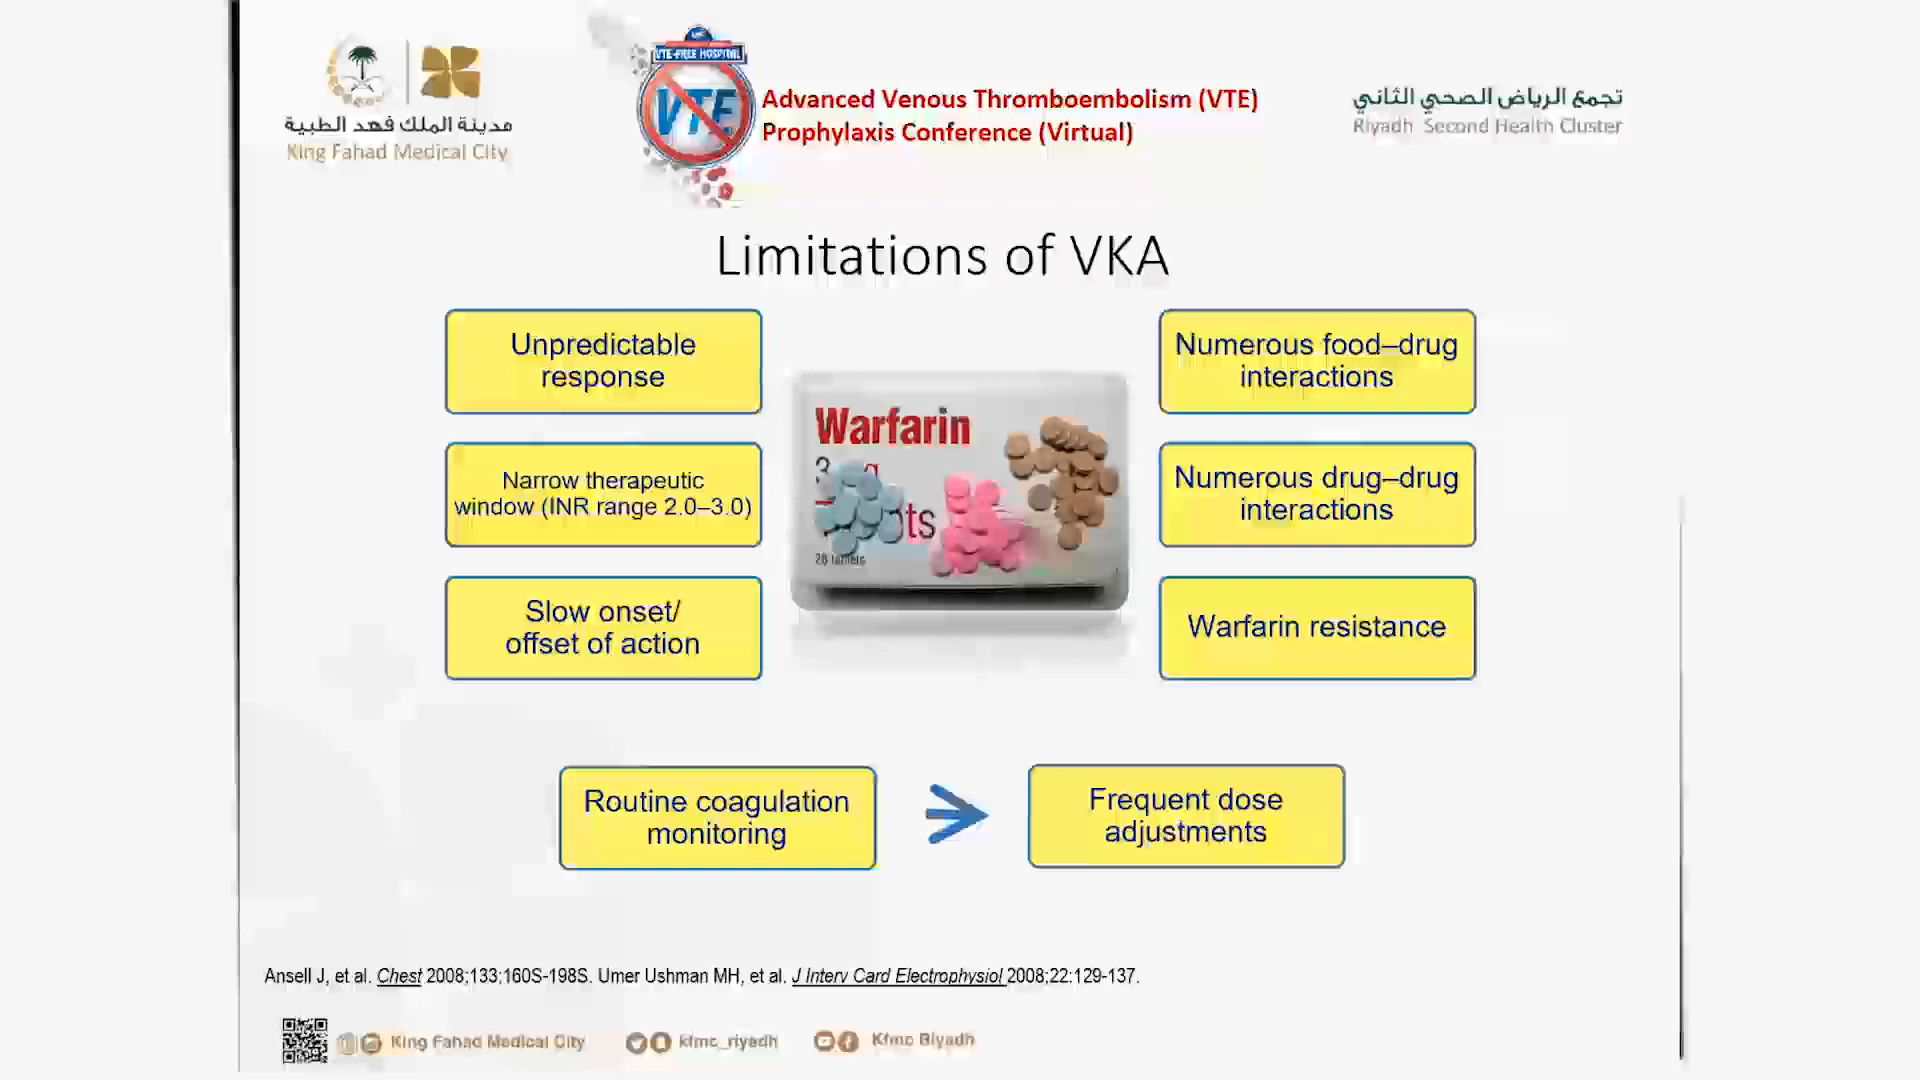 مدينة الملك فهد الطبية
King Fahad Medical City
VTE-FREE HOSPITAL
VTE
Advanced Venous Thromboembolism (VTE)
Prophylaxis Conference (Virtual)
تجمع الرياض الصحي الثاني
Riyadh Second Health Cluster
Limitations of VKA
Unpredictable
response
Narrow therapeutic
window (INR range 2.0–3.0)
Slow onset/
offset of action
Warfarin
3
28 tablets
Numerous food–drug
interactions
Numerous drug–drug
interactions
Warfarin resistance
Routine coagulation
monitoring
Frequent dose
adjustments
Ansell J, et al. Chest 2008;133;160S-198S. Umer Ushman MH, et al. J Interv Card Electrophysiol 2008;22:129-137.
King Fahad Medical City
kfmc_riyadh
Kfmc Riyadh